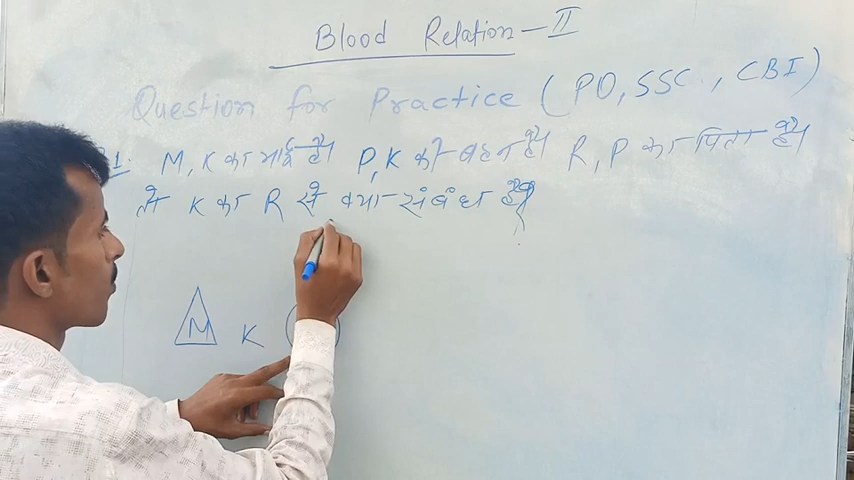 Blood Relation-II
Question for Practice (PO, SSC, CBI)
1. M, K का भाई है। P, K की बहन है। R, P का पिता है।
तो K का R से क्या संबंध है?
M K